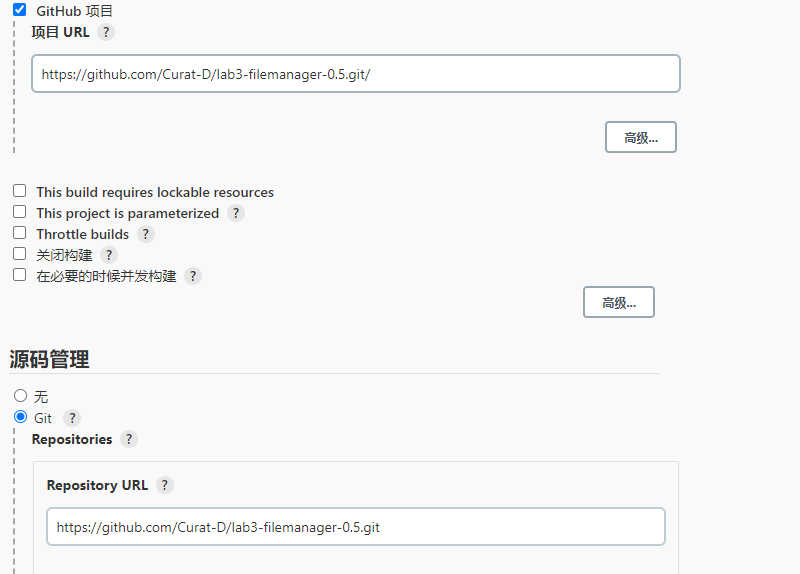 GitHub 项目
项目 URL ?
https://github.com/Curat-D/lab3-filemanager-0.5.git/
高级...
This build requires lockable resources
This project is parameterized ?
Throttle builds ?
关闭构建 ?
在必要的时候并发构建 ?
高级...
源码管理
无
Git ?
Repositories ?
Repository URL ?
https://github.com/Curat-D/lab3-filemanager-0.5.git